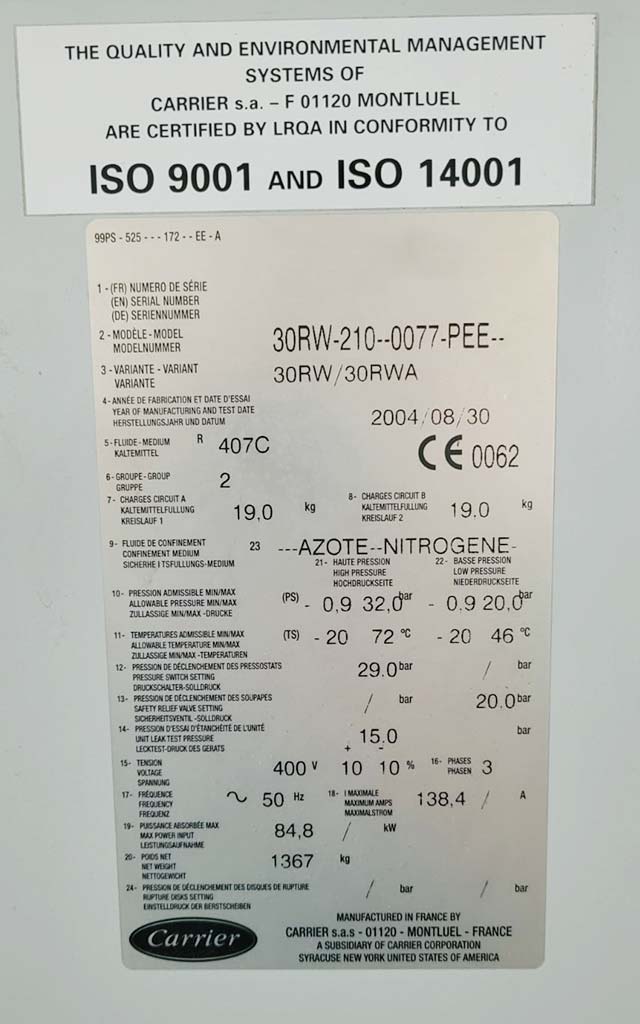 THE QUALITY AND ENVIRONMENTAL MANAGEMENT
SYSTEMS OF
CARRIER s.a. – F 01120 MONTLUEL
ARE CERTIFIED BY LRQA IN CONFORMITY TO
ISO 9001 AND ISO 14001
99PS - 525 - - - 172 - - EE - A
1 - (FR) NUMERO DE SÉRIE
(EN) SERIAL NUMBER
(DE) SERIENNUMMER
2 - MODÈLE - MODEL
MODELNUMMER
30RW-210--0077-PEE--
3 - VARIANTE - VARIANT
VARIANTE
30RW/30RWA
4- ANNÉE DE FABRICATION ET DATE D'ESSAI
YEAR OF MANUFACTURING AND TEST DATE
HERSTELLUNGSJAHR UND DATUM
2004/08/30
5 - FLUIDE - MEDIUM
KALTEMITTEL
R 407C
CE 0062
6- GROUPE - GROUP
GRUPPE
2
7 - CHARGES CIRCUIT A
KALTEMITTELFULLUNG
KREISLAUF 1
19,0 kg
8- CHARGES CIRCUIT B
KALTEMITTELFULLUNG
KREISLAUF 2
19.0 kg
9- FLUIDE DE CONFINEMENT
CONFINEMENT MEDIUM
SICHERHE I TSFULLUNGS-MEDIUM
23 ---AZOTE--NITROGENE-
21- HAUTE PRESSION
HIGH PRESSURE
HOCHDRUCKSEITE
22- BASSE PRESSION
LOW PRESSURE
NIEDERDRUCKSEITE
10- PRESSION ADMISSIBLE MIN/MAX
ALLOWABLE PRESSURE MIN/MAX
ZULLASSIGE MIN/MAX -DRUCKE
(PS) - 0,9 32,0 bar - 0.9 20,0 bar
11- TEMPERATURES ADMISSIBLE MIN/MAX
ALLOWABLE TEMPERATURE MIN/MAX
ZULLASSIGE MIN/MAX -TEMPERATUREN
(TS) - 20 72 °C - 20 46 °C
12- PRESSION DE DÉCLENCHEMENT DES PRESSOSTATS
PRESSURE SWITCH SETTING
DRUCKSCHALTER-SOLLDRUCK
29.0 bar / bar
13- PRESSION DE DÉCLENCHEMENT DES SOUPAPES
SAFETY RELIEF VALVE SETTING
SICHERHEITSVENTIL -SOLLDRUCK
/ bar 20.0 bar
14- PRESSION D'ESSAI D'ÉTANCHEITÉ DE L'UNITÉ
UNIT LEAK TEST PRESSURE
LECKTEST-DRUCK DES GERATS
15.0 bar
15- TENSION
VOLTAGE
SPANNUNG
400 V + 10 - 10 %
16- PHASES
PHASEN
3
17- FRÉQUENCE
FREQUENCY
FREQUENZ
~ 50 Hz
18- I MAXIMALE
MAXIMUM AMPS
MAXIMALSTROM
138,4 / A
19- PUISSANCE ABSORBÉE MAX
MAX POWER INPUT
LEISTUNGSAUFNAHME
84,8 / kW
20- POIDS NET
NET WEIGHT
NETTOGEWICHT
1367 kg
24- PRESSION DE DÉCLENCHEMENT DES DISQUES DE RUPTURE
RUPTURE DISKS SETTING
EINSTELLDRUCK DER BERSTSCHEIBEN
/ bar / bar
Carrier
MANUFACTURED IN FRANCE BY
CARRIER s.a.s - 01120 - MONTLUEL - FRANCE
A SUBSIDIARY OF CARRIER CORPORATION
SYRACUSE NEW YORK UNITED STATES OF AMERICA